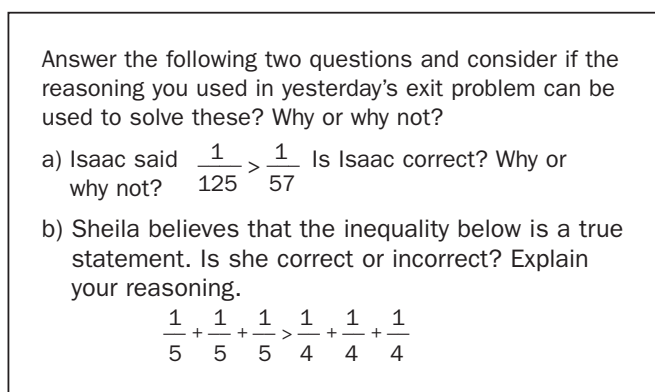 Answer the following two questions and consider if the
reasoning you used in yesterday's exit problem can be
used to solve these? Why or why not?
a) Isaac said 1/125 > 1/57 Is Isaac correct? Why or
why not?
b) Sheila believes that the inequality below is a true
statement. Is she correct or incorrect? Explain
your reasoning.
1/5 + 1/5 + 1/5 > 1/4 + 1/4 + 1/4